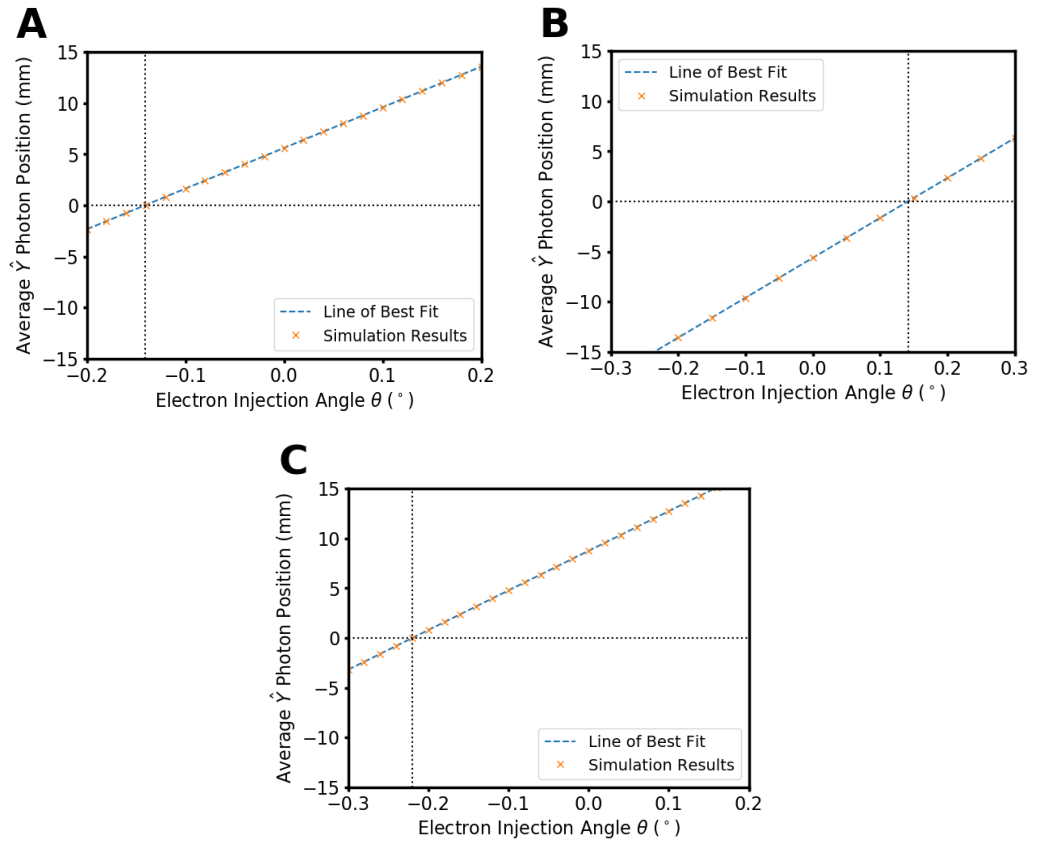 A
15
10
5
0
−5
−10
−15
−0.2
−0.1
0.0
0.1
0.2
Average Ŷ Photon Position (mm)
Electron Injection Angle θ (°)
Line of Best Fit
Simulation Results
B
15
10
5
0
−5
−10
−15
−0.3
−0.2
−0.1
0.0
0.1
0.2
0.3
Average Ŷ Photon Position (mm)
Electron Injection Angle θ (°)
Line of Best Fit
Simulation Results
C
15
10
5
0
−5
−10
−15
−0.3
−0.2
−0.1
0.0
0.1
0.2
Average Ŷ Photon Position (mm)
Electron Injection Angle θ (°)
Line of Best Fit
Simulation Results